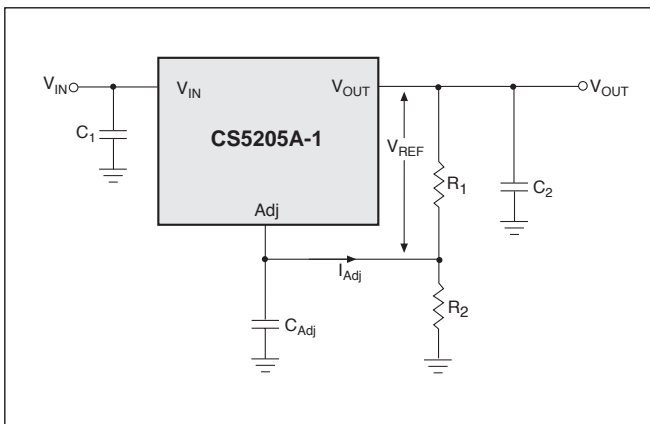 V_IN
V_IN
V_OUT
V_OUT
C_1
CS5205A-1
V_REF
R_1
C_2
Adj
I_Adj
C_Adj
R_2